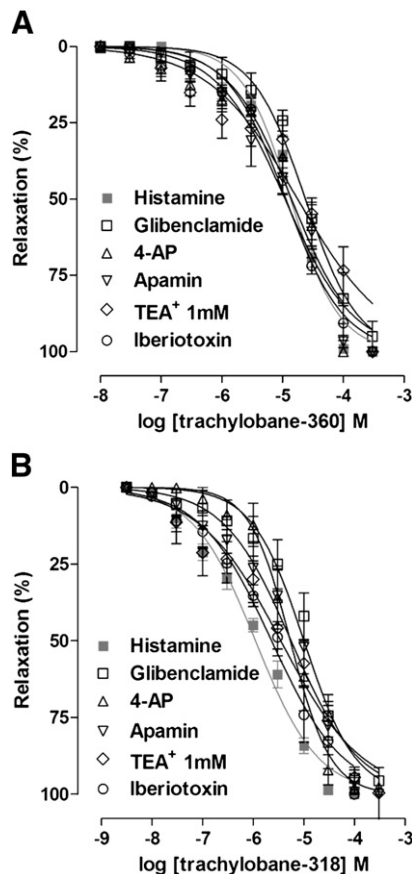 A
0
25
50
75
100
Relaxation (%)
Histamine
Glibenclamide
4-AP
Apamin
TEA+ 1mM
Iberiotoxin
-9 -8 -7 -6 -5 -4 -3
log [trachylobane-360] M
B
0
25
50
75
100
Relaxation (%)
Histamine
Glibenclamide
4-AP
Apamin
TEA+ 1mM
Iberiotoxin
-9 -8 -7 -6 -5 -4 -3
log [trachylobane-318] M